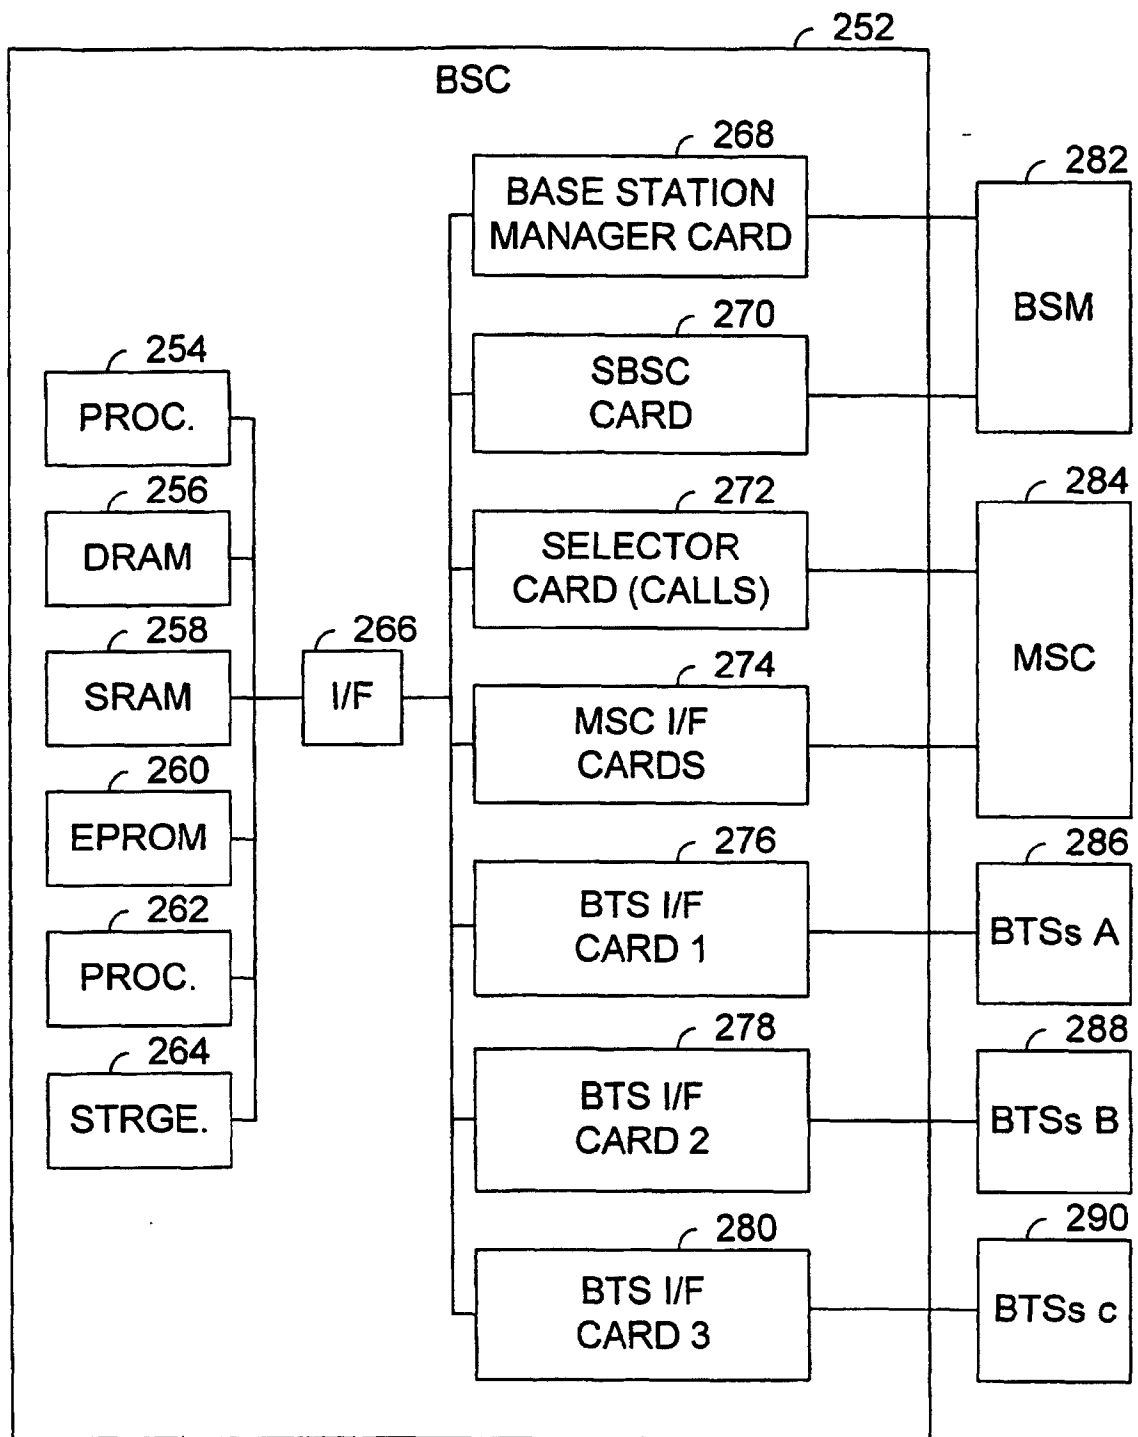 252
BSC
268
BASE STATION
MANAGER CARD
282
BSM
270
SBSC
CARD
254
PROC.
256
DRAM
272
SELECTOR
CARD (CALLS)
284
MSC
258
SRAM
266
I/F
274
MSC I/F
CARDS
260
EPROM
276
BTS I/F
CARD 1
286
BTSs A
262
PROC.
278
BTS I/F
CARD 2
288
BTSs B
264
STRGE.
280
BTS I/F
CARD 3
290
BTSs c